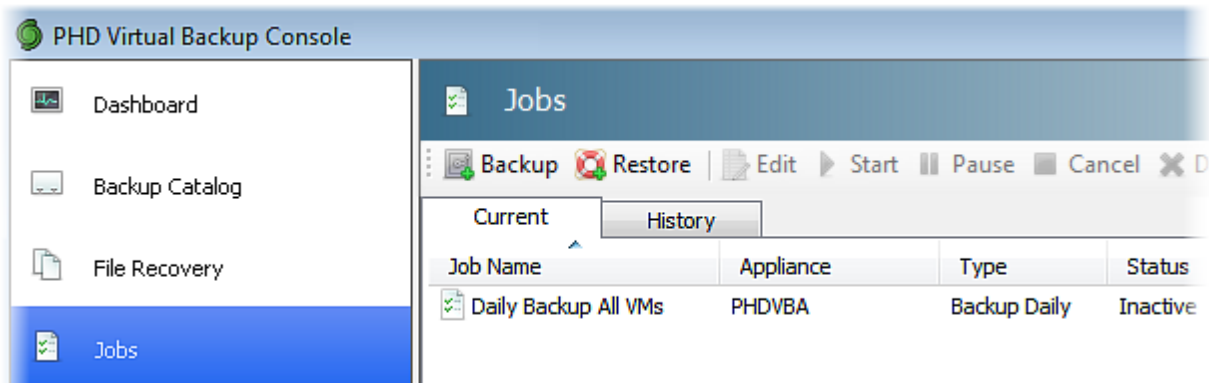 PHD Virtual Backup Console
Dashboard
Backup Catalog
File Recovery
Jobs
Jobs
Backup Restore Edit Start Pause Cancel
Current History
Job Name Appliance Type Status
Daily Backup All VMs PHDVBA Backup Daily Inactive